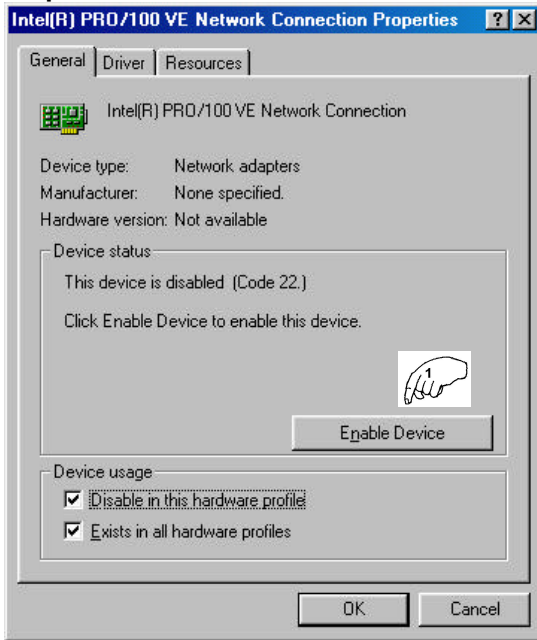 Intel(R) PRO/100 VE Network Connection Properties
General Driver Resources
Intel(R) PRO/100 VE Network Connection
Device type: Network adapters
Manufacturer: None specified.
Hardware version: Not available
Device status
This device is disabled (Code 22.)
Click Enable Device to enable this device.
1
Enable Device
Device usage
Disable in this hardware profile
Exists in all hardware profiles
OK Cancel